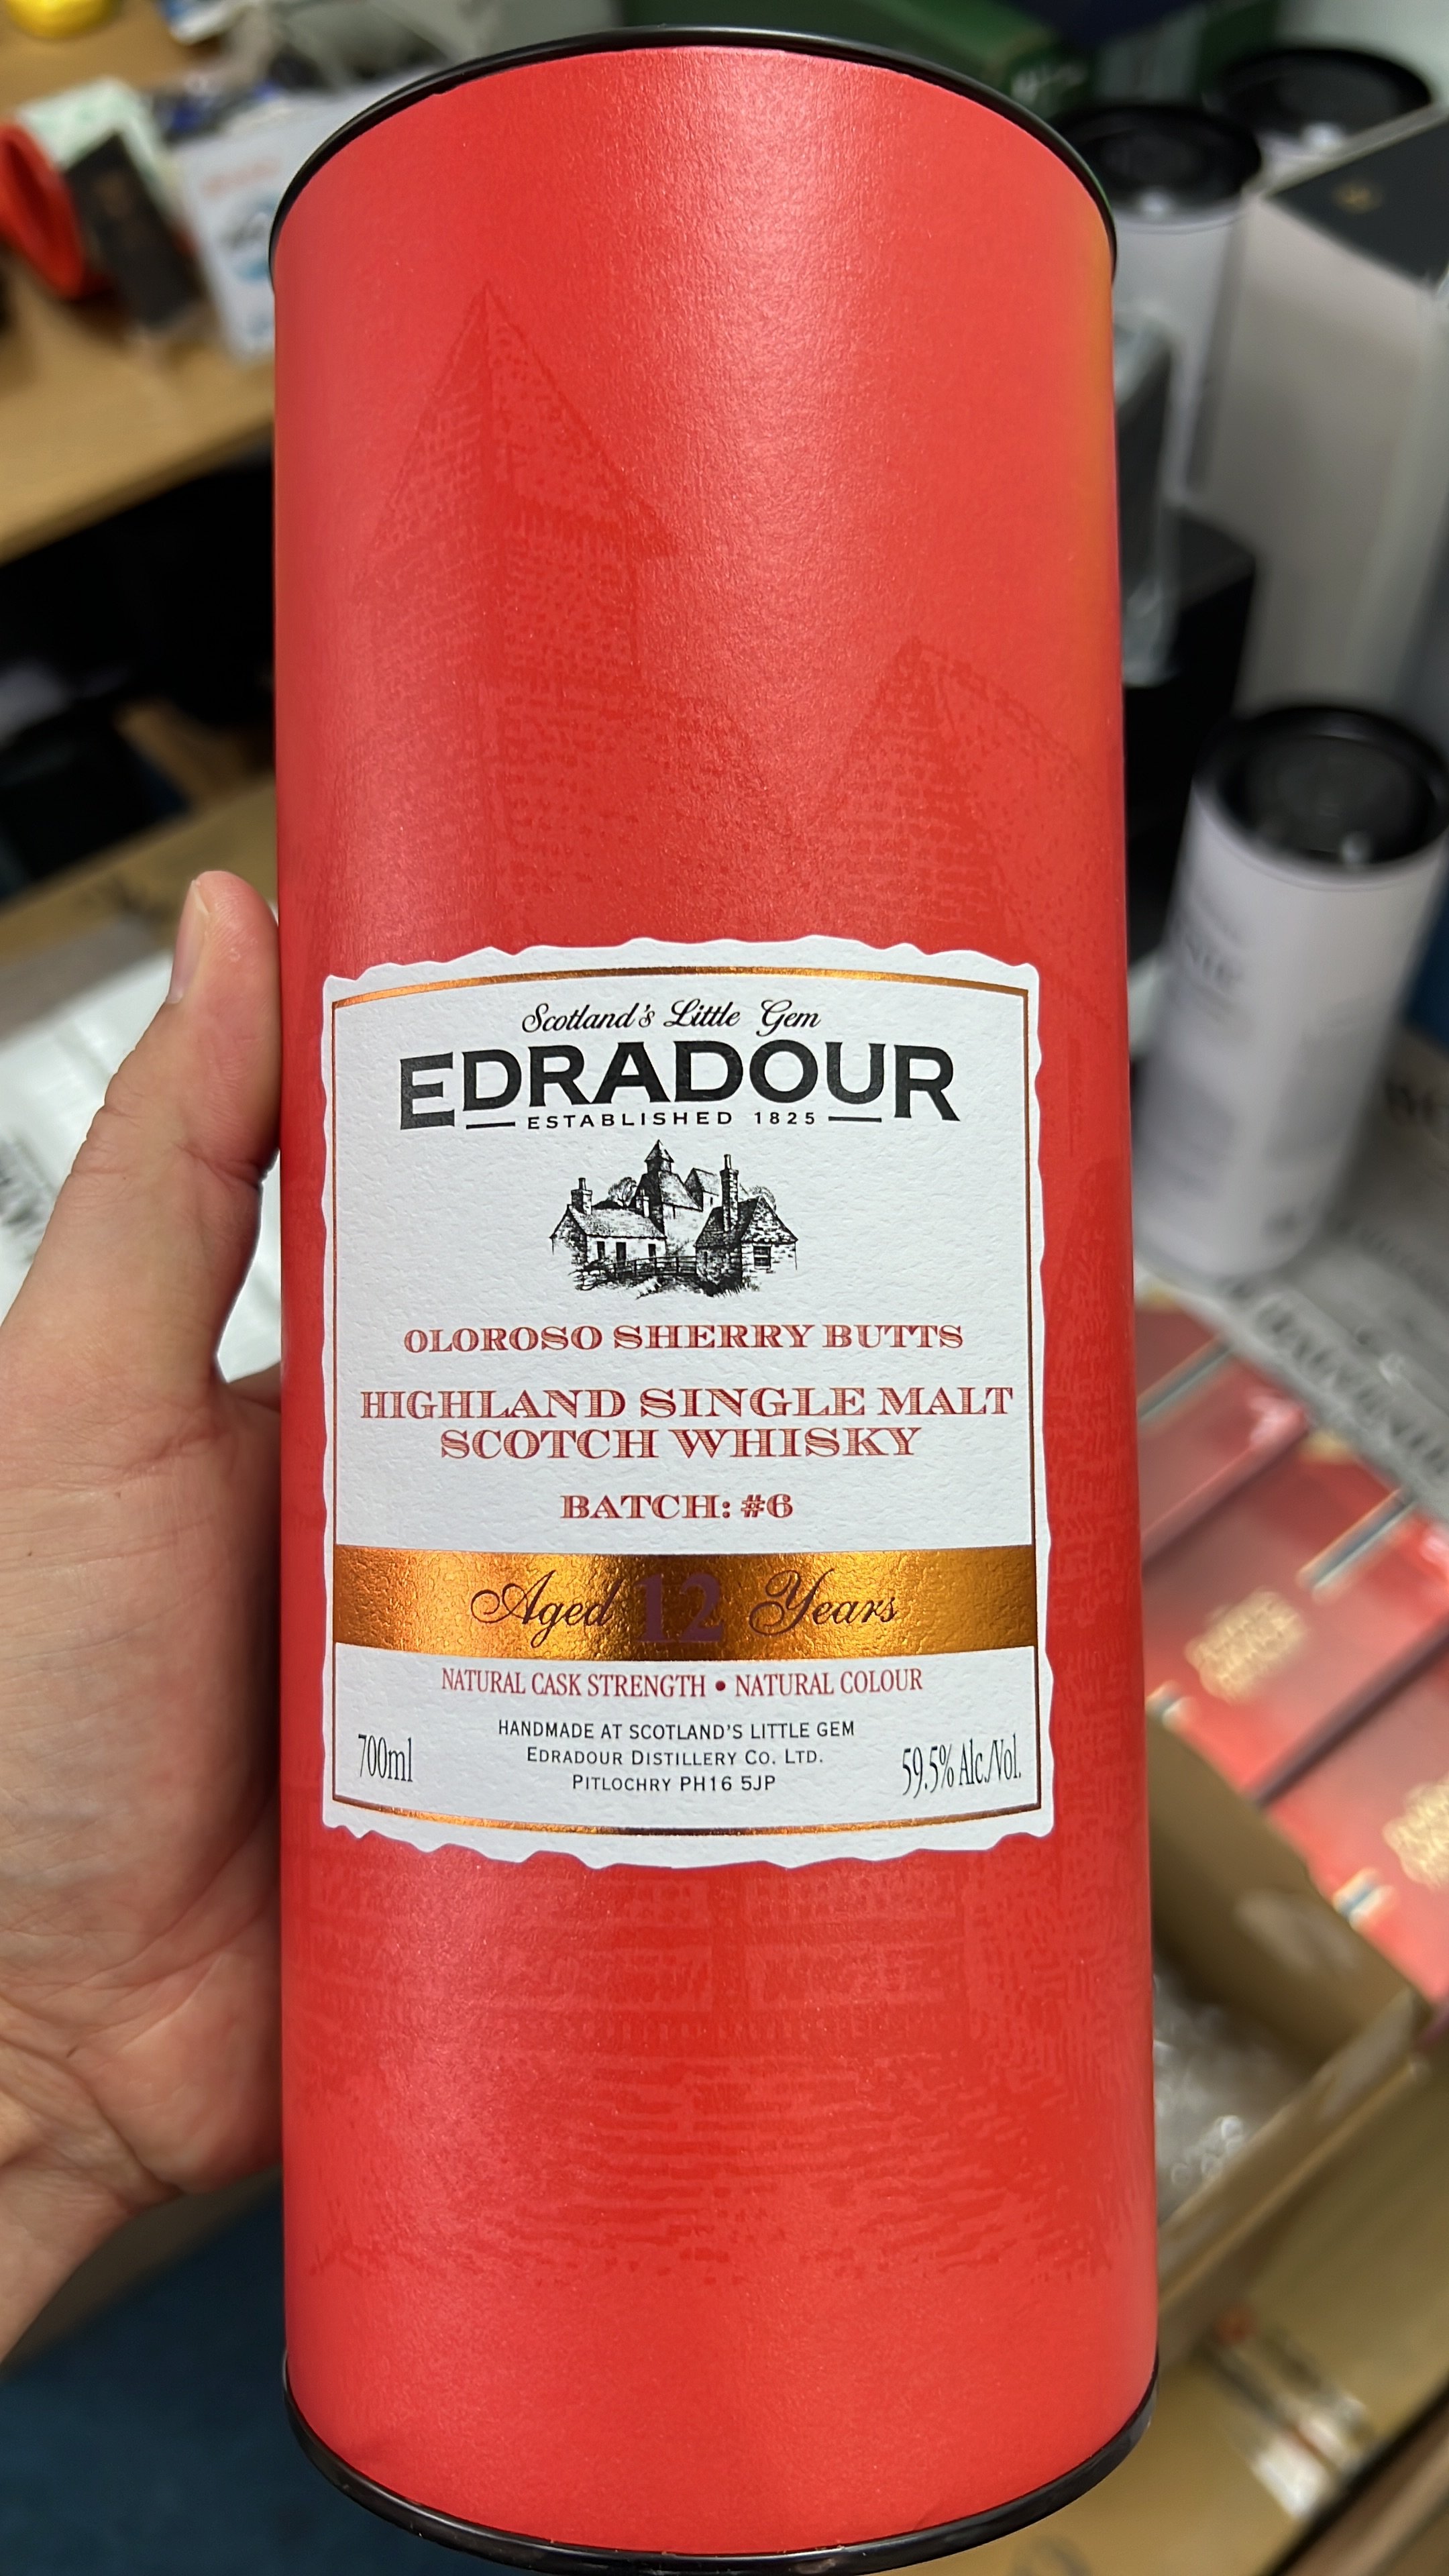 Scotland's Little Gem
EDRADOUR
ESTABLISHED 1825
OLOROSO SHERRY BUTTS
HIGHLAND SINGLE MALT
SCOTCH WHISKY
BATCH: #6
Aged 12 Years
NATURAL CASK STRENGTH • NATURAL COLOUR
HANDMADE AT SCOTLAND'S LITTLE GEM
EDRADOUR DISTILLERY CO. LTD.
PITLOCHRY PH16 5JP
700ml
59.5% Alc./Vol.